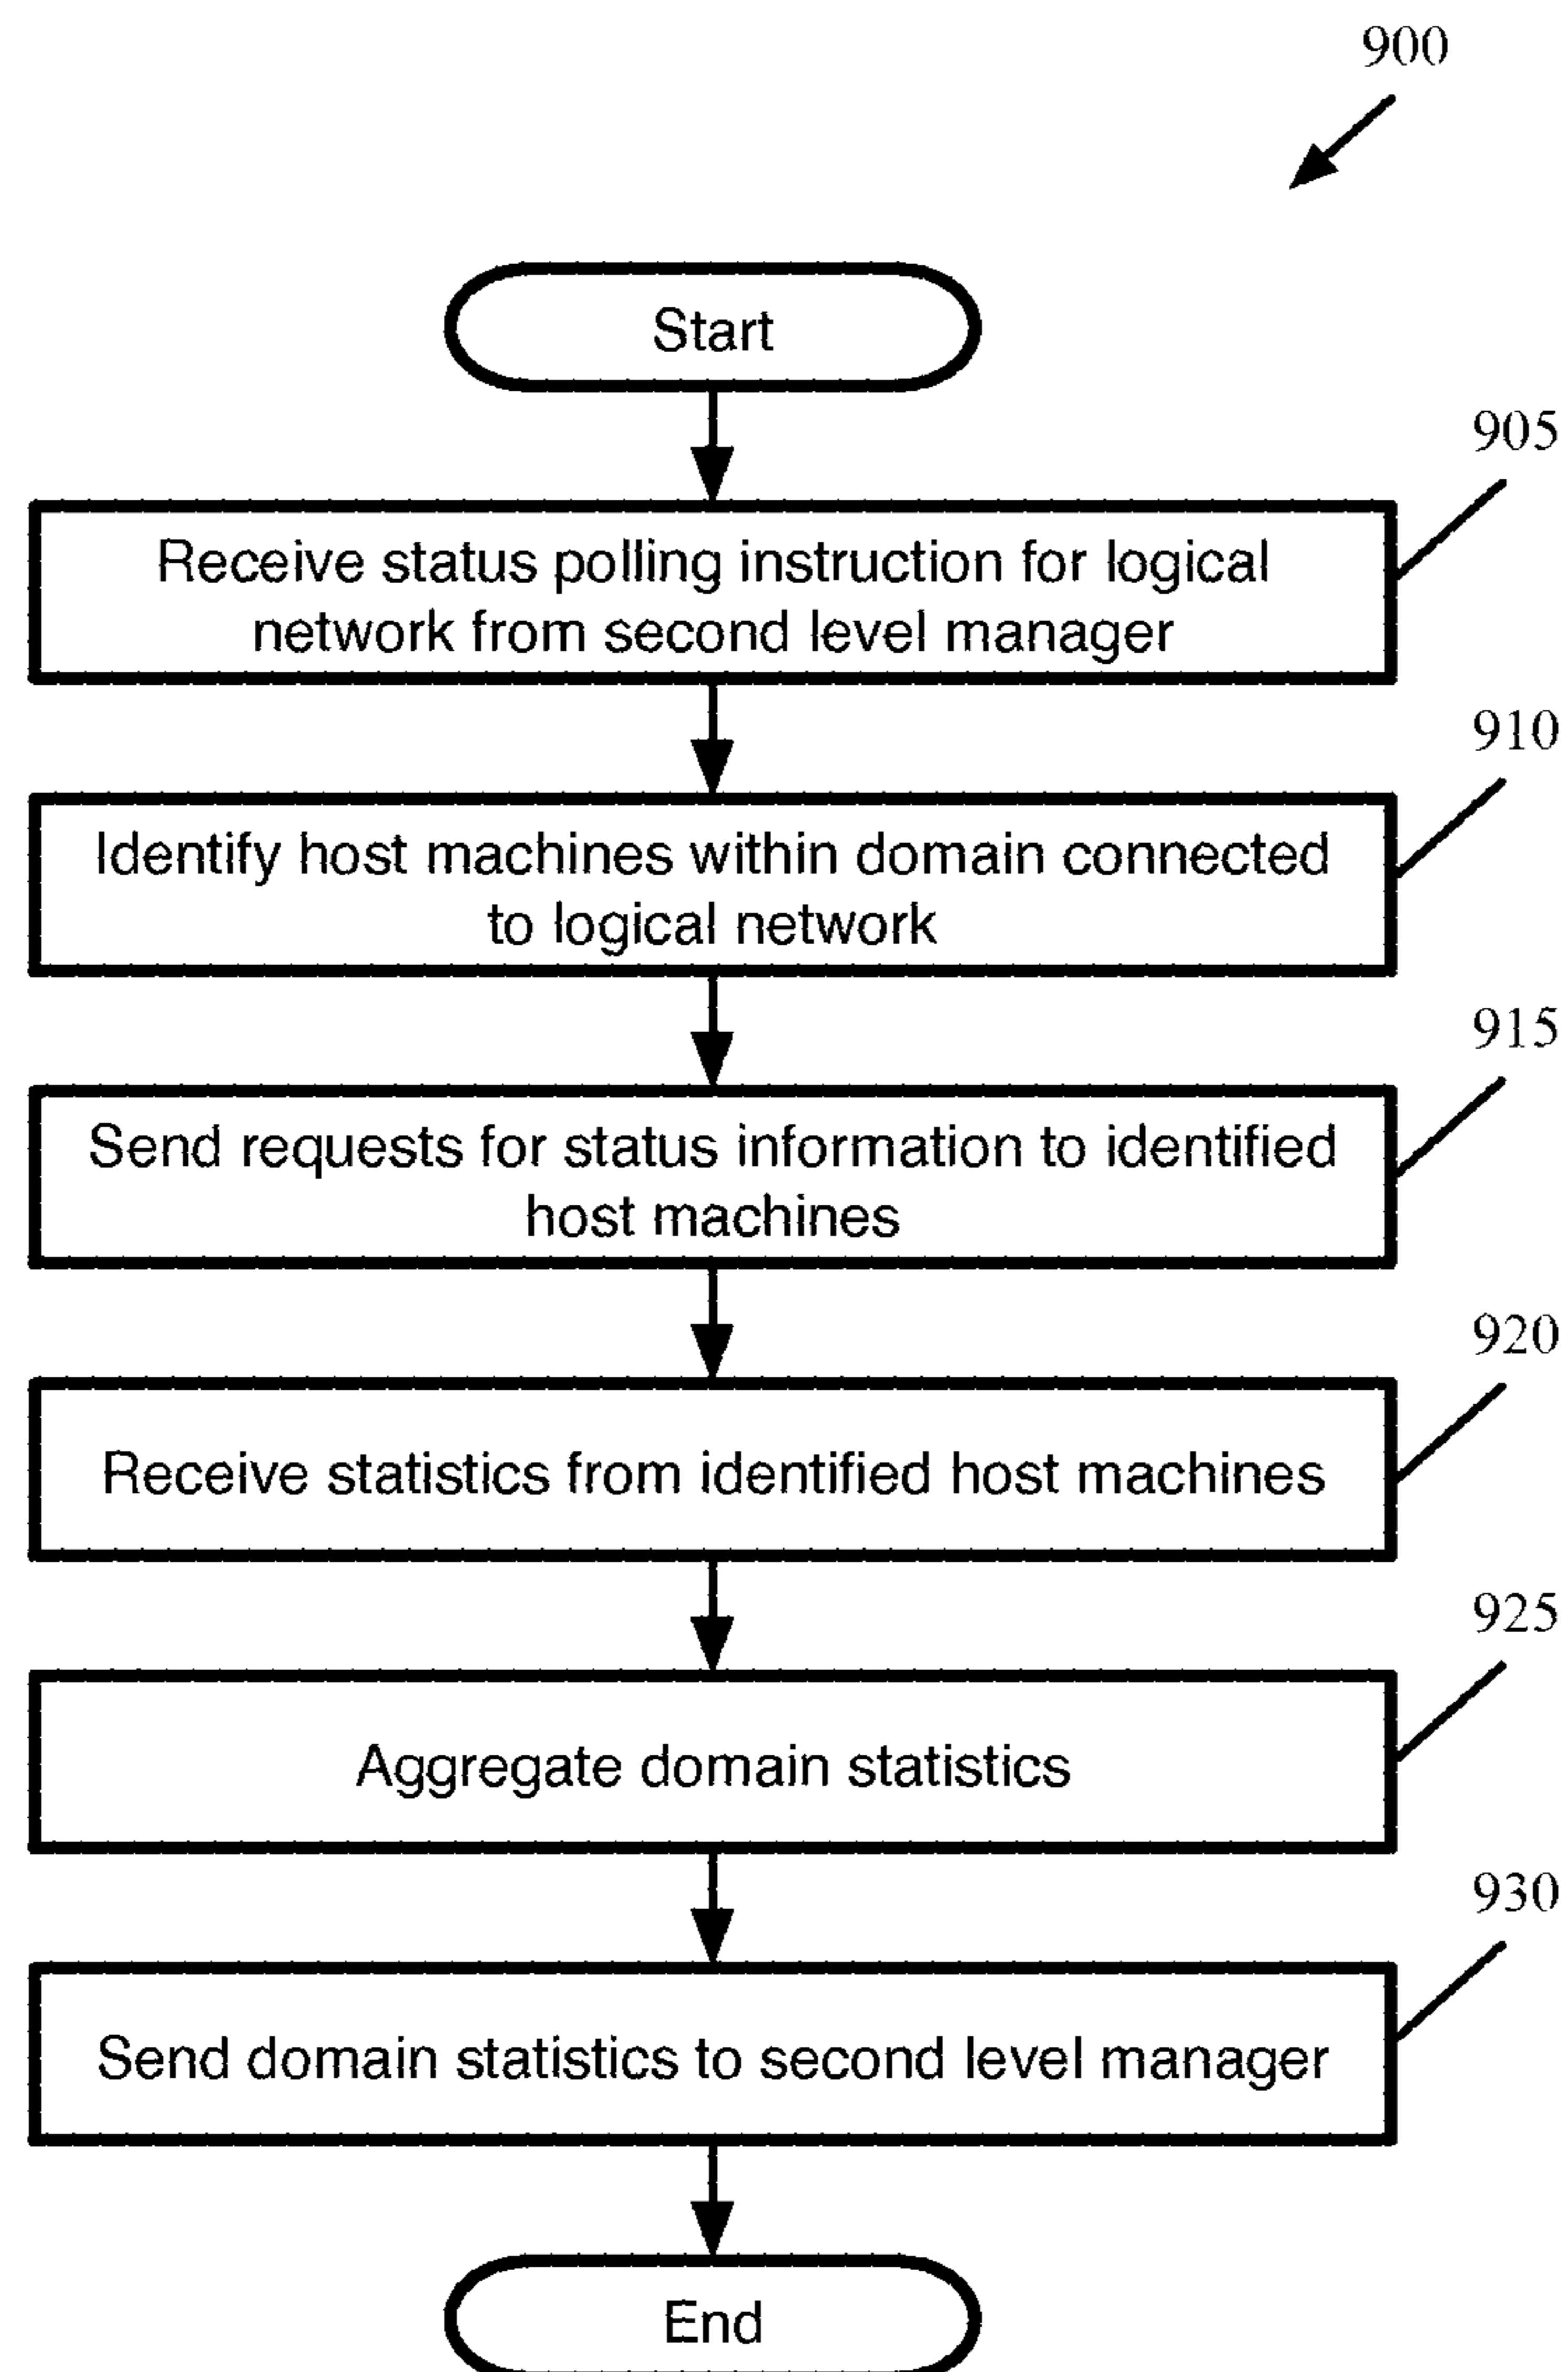 900
Start
905
Receive status polling instruction for logical
network from second level manager
910
Identify host machines within domain connected
to logical network
915
Send requests for status information to identified
host machines
920
Receive statistics from identified host machines
925
Aggregate domain statistics
930
Send domain statistics to second level manager
End